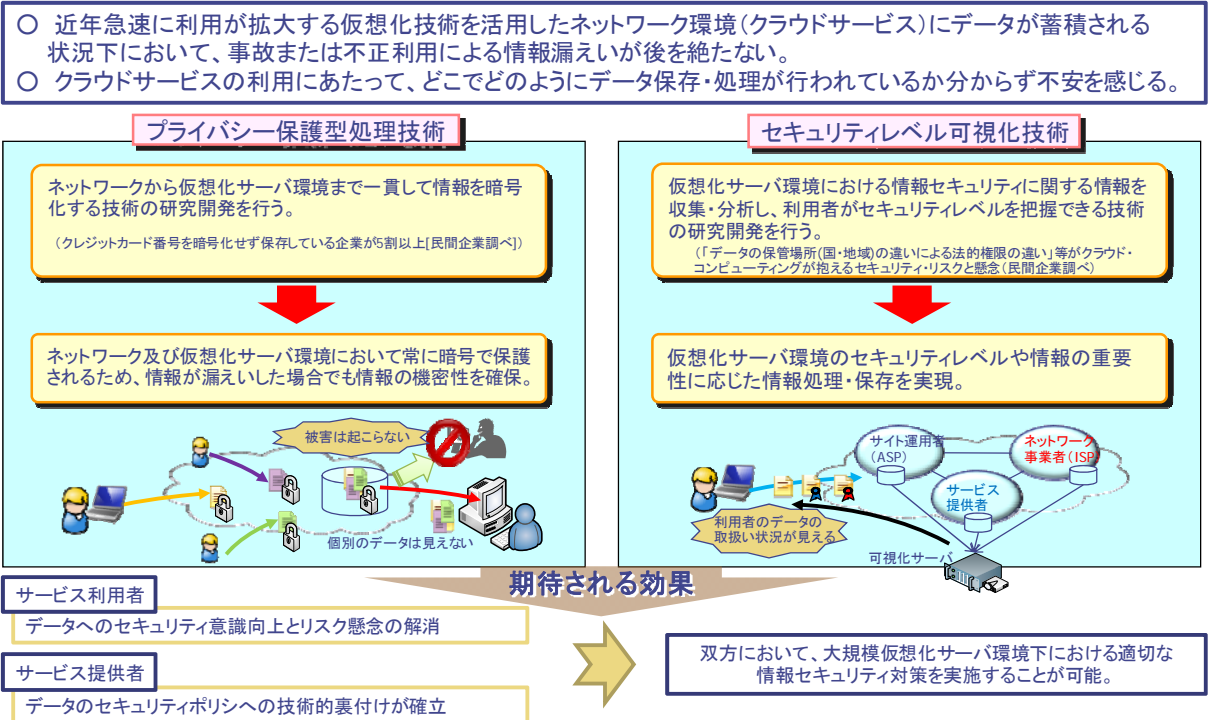 ○ 近年急速に利用が拡大する仮想化技術を活用したネットワーク環境（クラウドサービス）にデータが蓄積される
状況下において、事故または不正利用による情報漏えいが後を絶たない。
○ クラウドサービスの利用にあたって、どこでどのようにデータ保存・処理が行われているか分からず不安を感じる。
プライバシー保護型処理技術
ネットワークから仮想化サーバ環境まで一貫して情報を暗号
化する技術の研究開発を行う。
（クレジットカード番号を暗号化せず保存している企業が5割以上[民間企業調べ]）
ネットワーク及び仮想化サーバ環境において常に暗号で保護
されるため、情報が漏えいした場合でも情報の機密性を確保。
被害は起こらない
個別のデータは見えない
セキュリティレベル可視化技術
仮想化サーバ環境における情報セキュリティに関する情報を
収集・分析し、利用者がセキュリティレベルを把握できる技術
の研究開発を行う。
（「データの保管場所(国・地域)の違いによる法的権限の違い」等がクラウド・
コンピューティングが抱えるセキュリティ・リスクと懸念（民間企業調べ）
仮想化サーバ環境のセキュリティレベルや情報の重要
性に応じた情報処理・保存を実現。
サイト運用者
（ASP）
ネットワーク
事業者（ISP）
サービス
提供者
利用者のデータの
取扱い状況が見える
可視化サーバ
期待される効果
サービス利用者
データへのセキュリティ意識向上とリスク懸念の解消
サービス提供者
データのセキュリティポリシへの技術的裏付けが確立
双方において、大規模仮想化サーバ環境下における適切な
情報セキュリティ対策を実施することが可能。